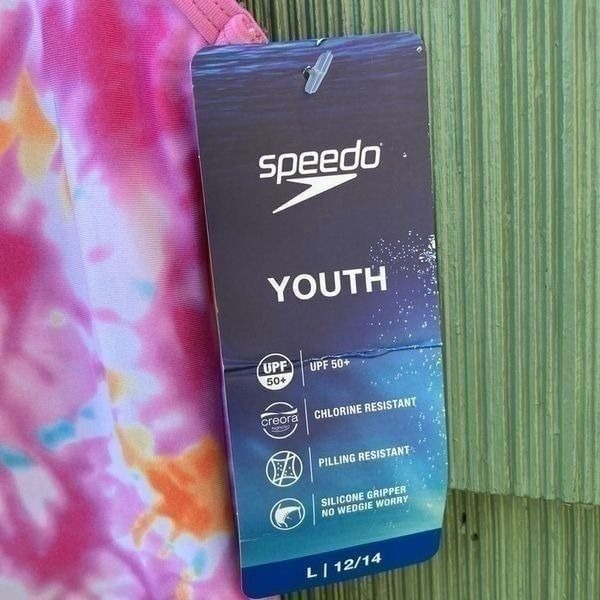 speedo
YOUTH
UPF
50+
UPF 50+
creora
CHLORINE RESISTANT
PILLING RESISTANT
SILICONE GRIPPER
NO WEDGIE WORRY
L | 12/14